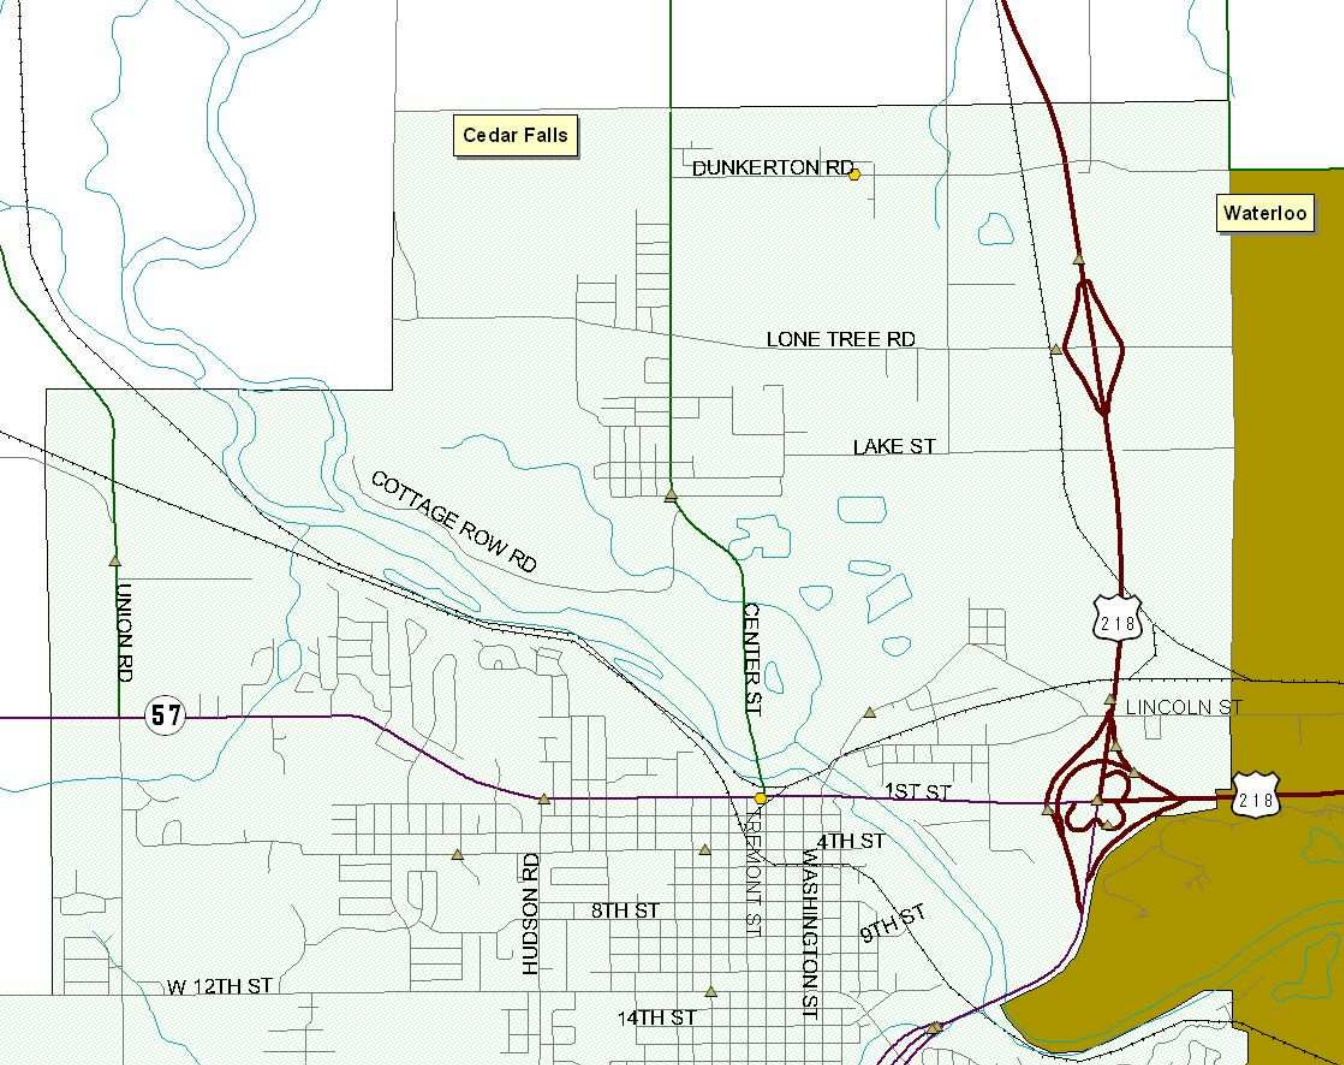 Cedar Falls
DUNKERTON RD
Waterloo
LONE TREE RD
LAKE ST
COTTAGE ROW RD
UNION RD
CENTER ST
218
57
LINCOLN ST
1ST ST
218
TREMONT ST
4TH ST
HUDSON RD
WASHINGTON ST
8TH ST
9TH ST
W 12TH ST
14TH ST